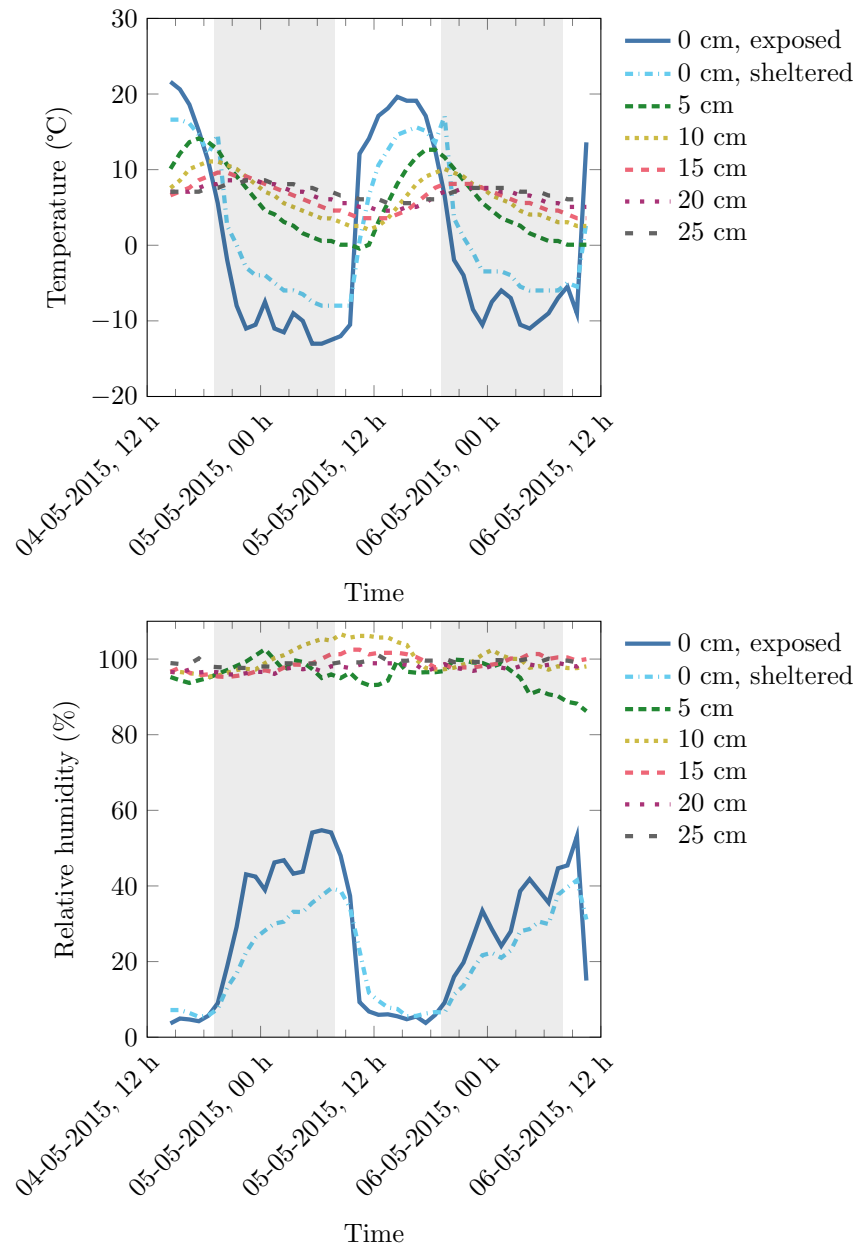 30
20
10
0
−10
−20
Temperature (°C)
04-05-2015, 12 h
05-05-2015, 00 h
05-05-2015, 12 h
06-05-2015, 00 h
06-05-2015, 12 h
Time
0 cm, exposed
0 cm, sheltered
5 cm
10 cm
15 cm
20 cm
25 cm
100
80
60
40
20
0
Relative humidity (%)
04-05-2015, 12 h
05-05-2015, 00 h
05-05-2015, 12 h
06-05-2015, 00 h
06-05-2015, 12 h
Time
0 cm, exposed
0 cm, sheltered
5 cm
10 cm
15 cm
20 cm
25 cm